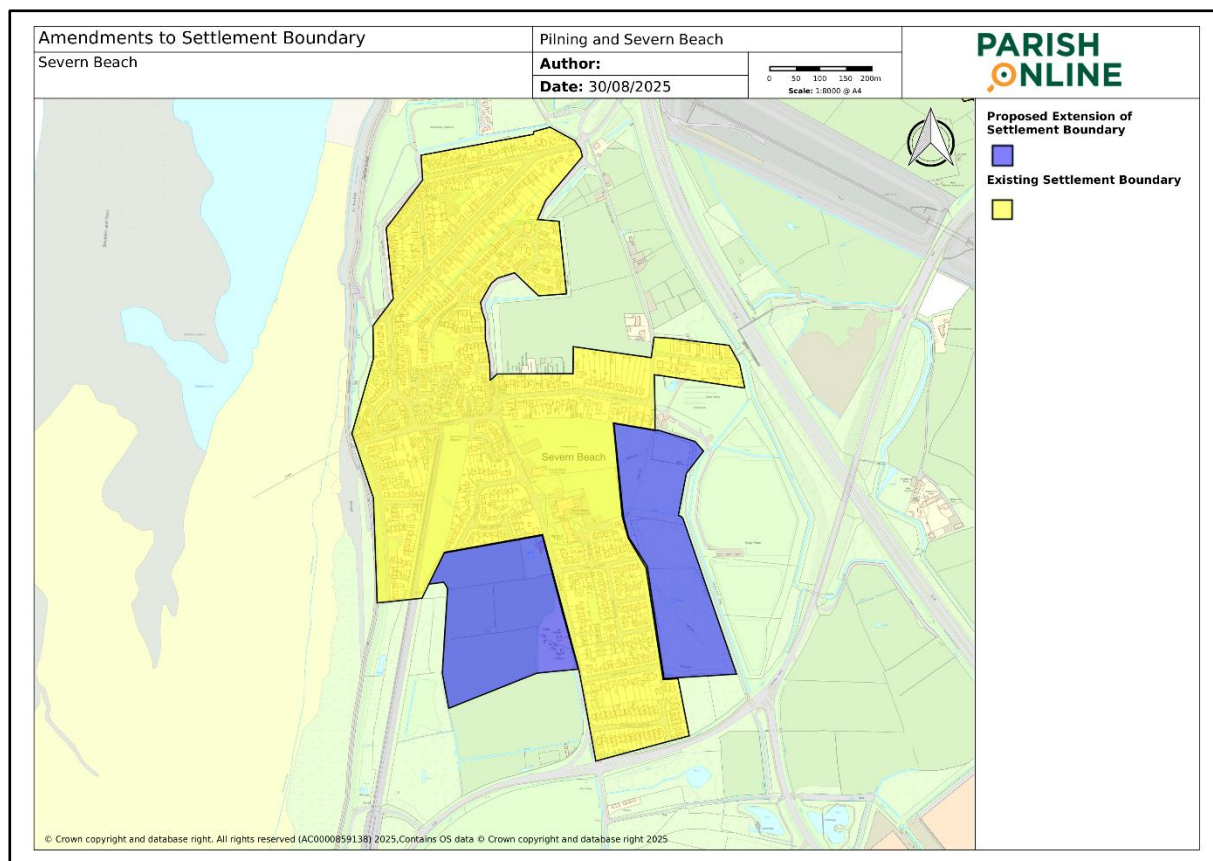 Amendments to Settlement Boundary
Severn Beach
Pilning and Severn Beach
Author:
Date: 30/08/2025
0 50 100 150 200m
Scale: 1:8000 @ A4
PARISH
ONLINE
Proposed Extension of
Settlement Boundary
Existing Settlement Boundary
Severn Beach
© Crown copyright and database right. All rights reserved (AC0000859138) 2025,Contains OS data © Crown copyright and database right 2025